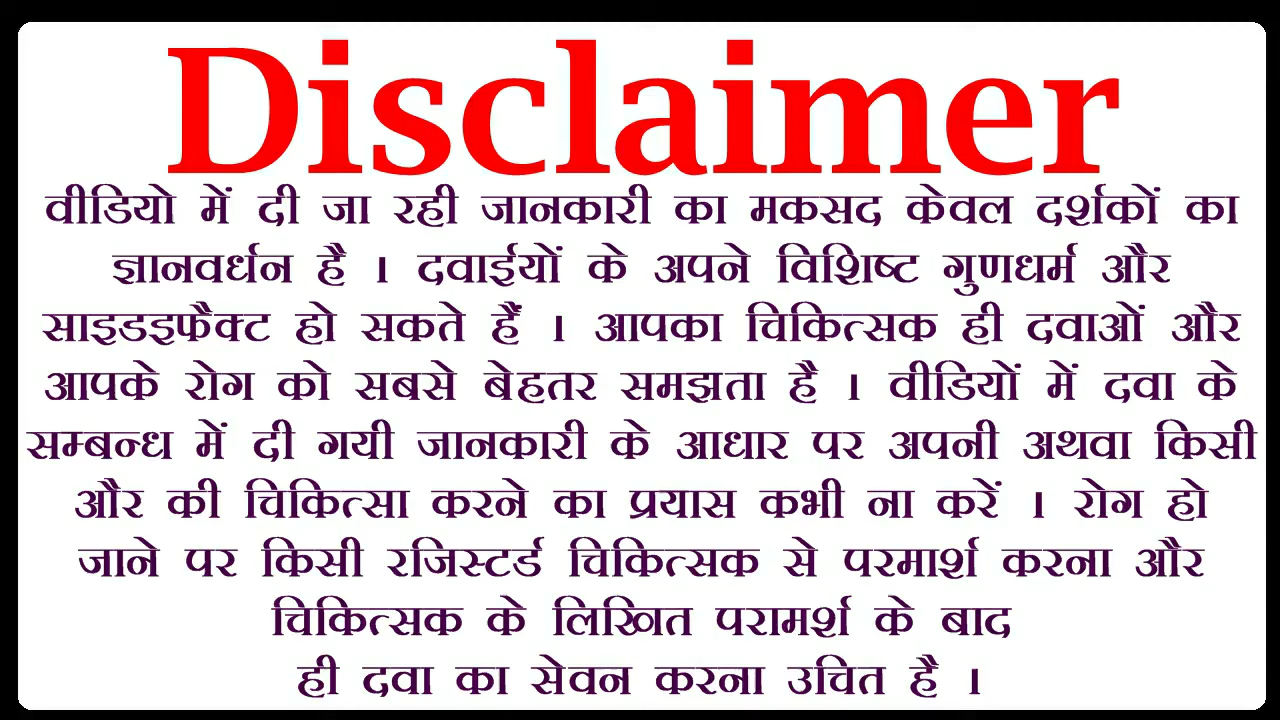 Disclaimer
वीडियो में दी जा रही जानकारी का मकसद केवल दर्शकों का
ज्ञानवर्धन है । दवाईयों के अपने विशिष्ट गुणधर्म और
साइडइफैक्ट हो सकते हैं । आपका चिकित्सक ही दवाओं और
आपके रोग को सबसे बेहतर समझता है । वीडियों में दवा के
सम्बन्ध में दी गयी जानकारी के आधार पर अपनी अथवा किसी
और की चिकित्सा करने का प्रयास कभी ना करें । रोग हो
जाने पर किसी रजिस्टर्ड चिकित्सक से परमार्श करना और
चिकित्सक के लिखित परामर्श के बाद
ही दवा का सेवन करना उचित है ।